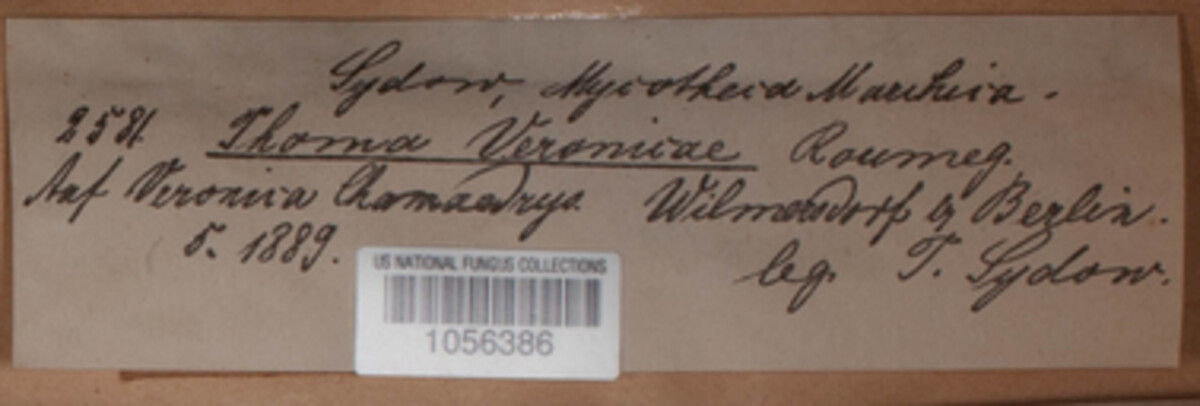 Sydow, Mycotheca Marchica.
2581. Phoma Veronicae Roumeg.
Auf Veronica Chamaedrys. Wilmersdorf b/ Berlin.
5. 1889.
leg. P. Sydow.
US NATIONAL FUNGUS COLLECTIONS
1056386